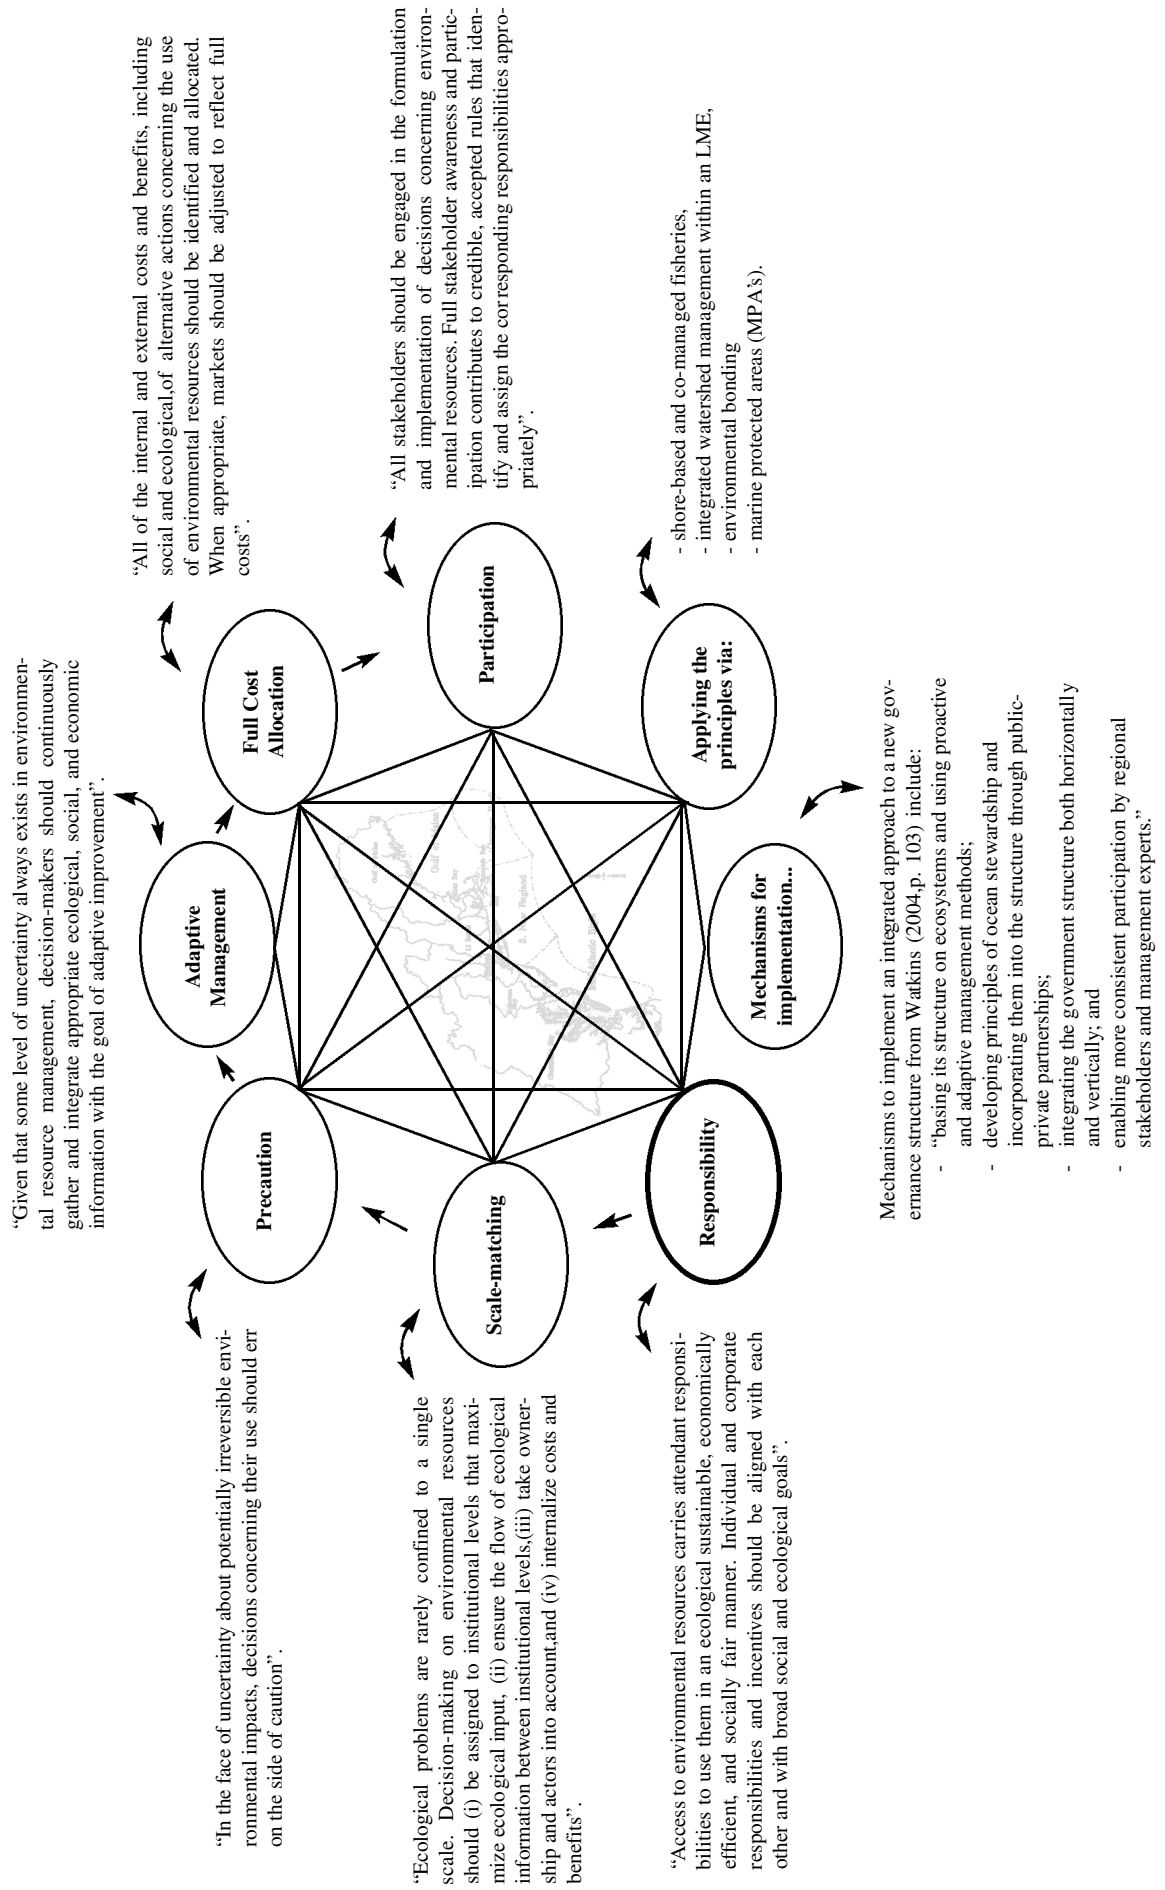 “Given that some level of uncertainty always exists in environmen-
tal resource management, decision-makers should continuously
gather and integrate appropriate ecological, social, and economic
information with the goal of adaptive improvement”.
“In the face of uncertainty about potentially irreversible envi-
ronmental impacts, decisions concerning their use should err
on the side of caution”.
Precaution
Adaptive
Management
Full Cost
Allocation
“All of the internal and external costs and benefits, including
social and ecological,of alternative actions concerning the use
of environmental resources should be identified and allocated.
When appropriate, markets should be adjusted to reflect full
costs”.
“Ecological problems are rarely confined to a single
scale. Decision-making on environmental resources
should (i) be assigned to institutional levels that maxi-
mize ecological input, (ii) ensure the flow of ecological
information between institutional levels,(iii) take owner-
ship and actors into account,and (iv) internalize costs and
benefits”.
Scale-matching
Participation
“All stakeholders should be engaged in the formulation
and implementation of decisions concerning environ-
mental resources. Full stakeholder awareness and partic-
ipation contributes to credible, accepted rules that iden-
tify and assign the corresponding responsibilities appro-
priately”.
“Access to environmental resources carries attendant responsi-
bilities to use them in an ecological sustainable, economically
efficient, and socially fair manner. Individual and corporate
responsibilities and incentives should be aligned with each
other and with broad social and ecological goals”.
Responsibility
Mechanisms for
implementation...
Applying the
principles via:
- shore-based and co-managed fisheries,
- integrated watershed management within an LME,
- environmental bonding
- marine protected areas (MPA's).
Mechanisms to implement an integrated approach to a new gov-
ernance structure from Watkins (2004,p. 103) include:
- “basing its structure on ecosystems and using proactive
and adaptive management methods;
- developing principles of ocean stewardship and
incorporating them into the structure through public-
private partnerships;
- integrating the government structure both horizontally
and vertically; and
- enabling more consistent participation by regional
stakeholders and management experts.”